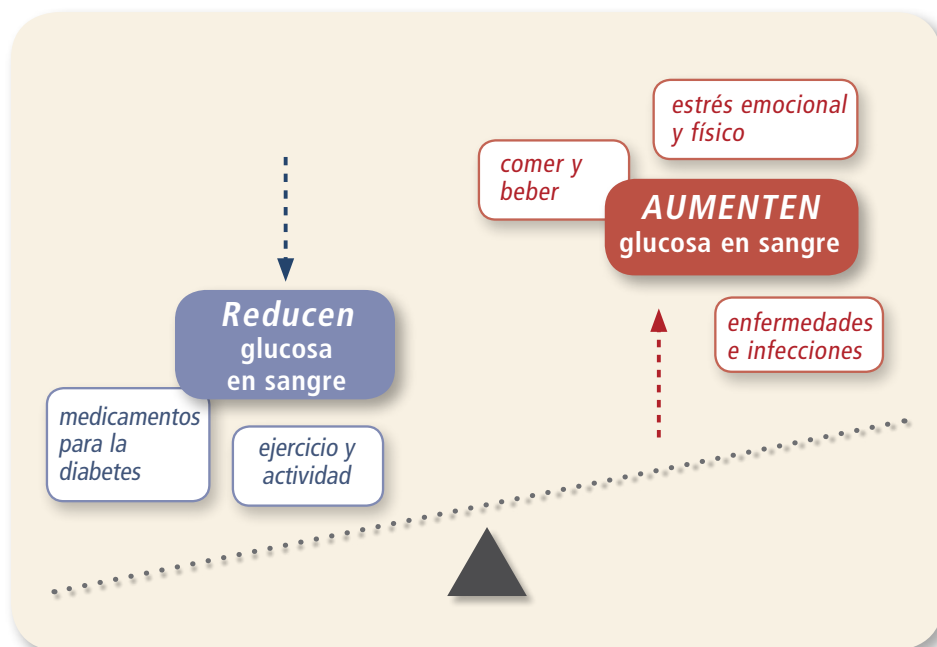 estrés emocional
y físico
comer y
beber
AUMENTEN
glucosa en sangre
enfermedades
e infecciones
Reducen
glucosa
en sangre
medicamentos
para la
diabetes
ejercicio y
actividad